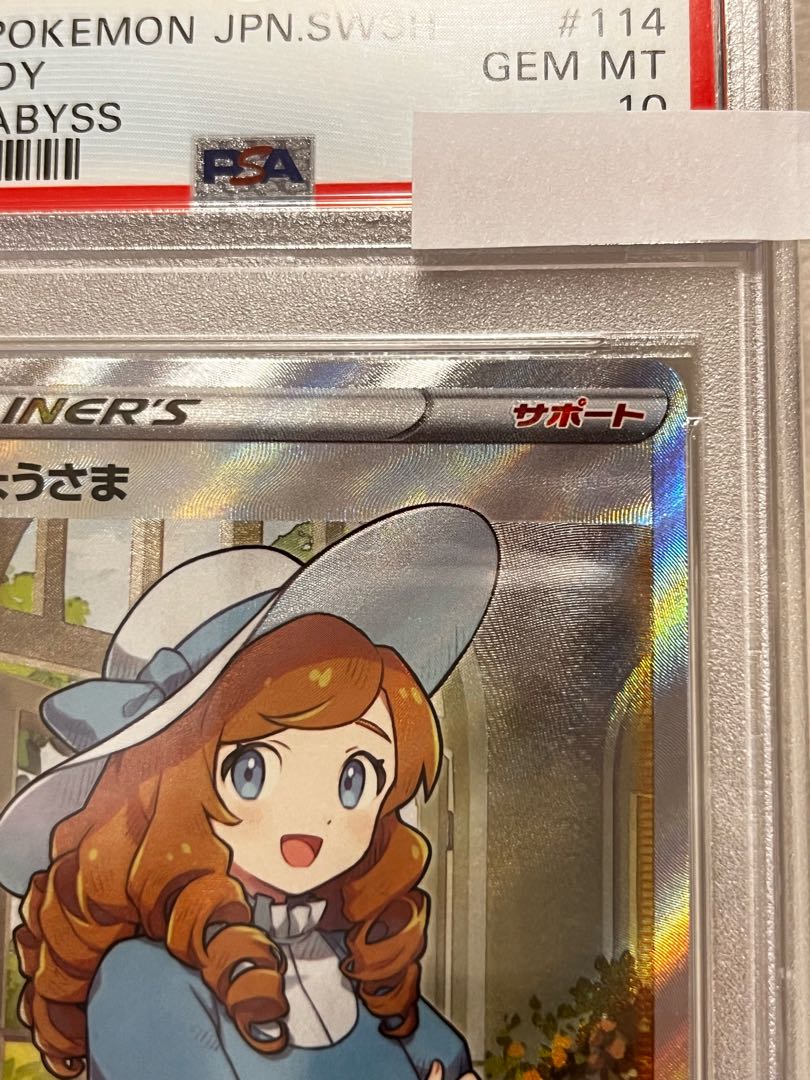 POKEMON JPN.SWSH #114
DY GEM MT
ABYSS 10
PSA
INER'S サポート
ょうさま